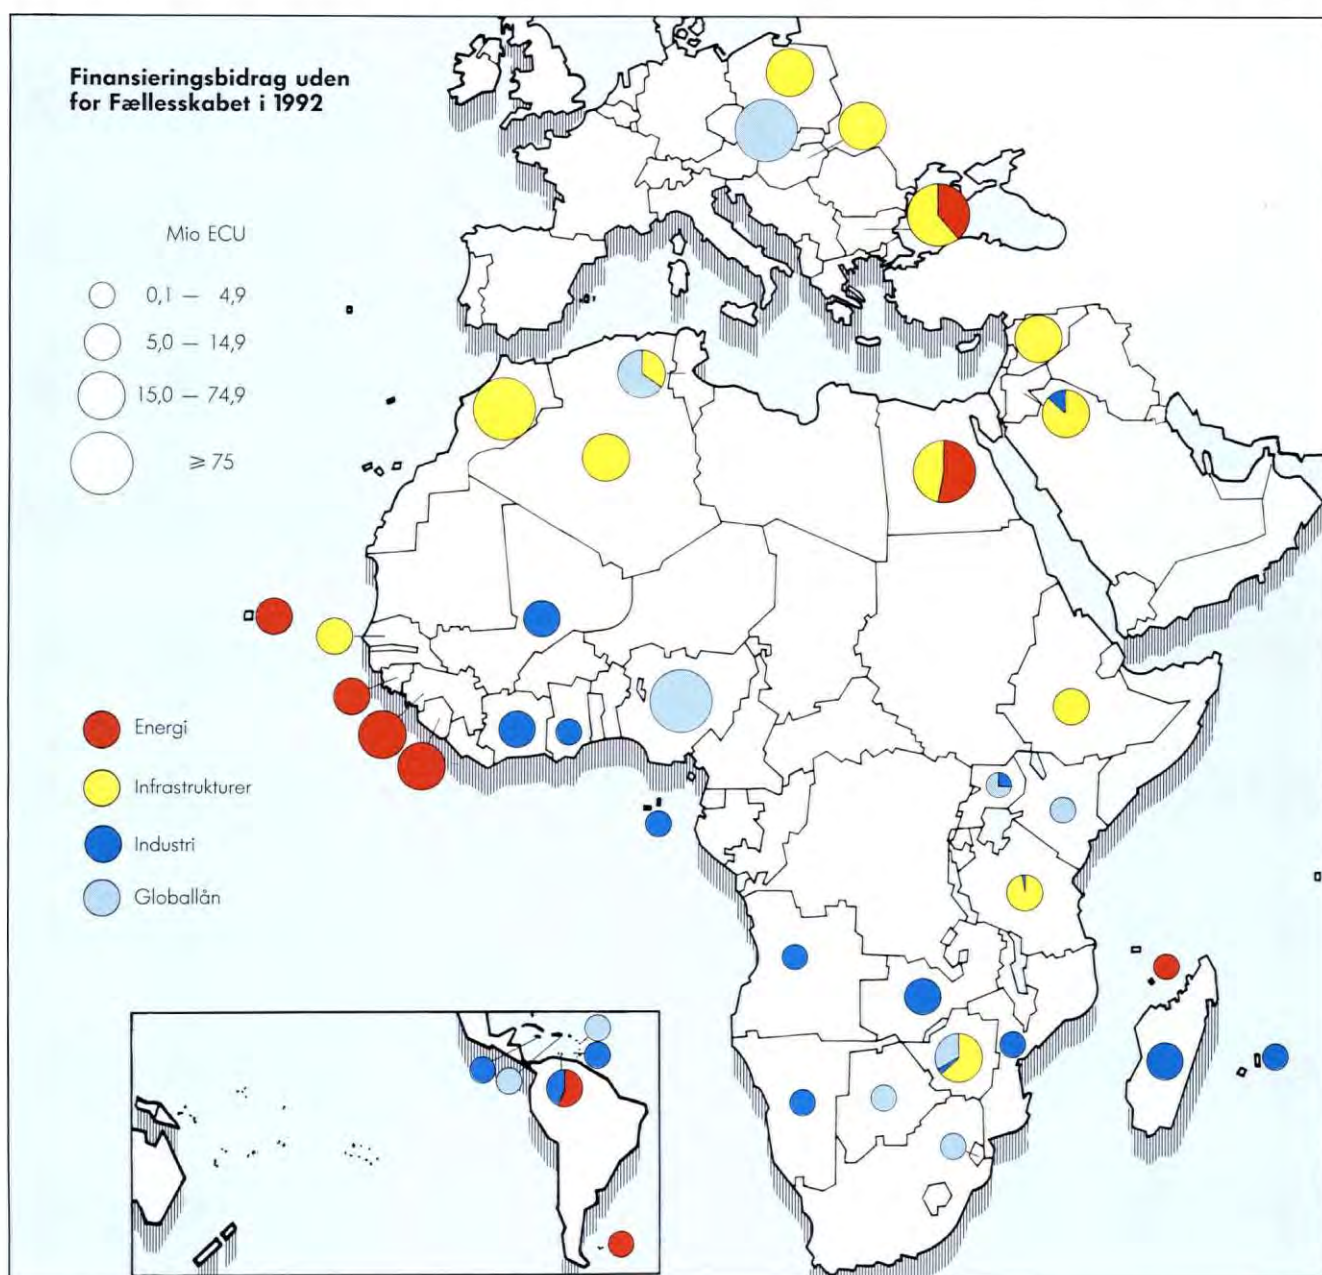 Finansieringsbidrag uden
for Fællesskabet i 1992
Mio ECU
0,1 — 4,9
5,0 — 14,9
15,0 — 74,9
≥ 75
Energi
Infrastrukturer
Industri
Globallån